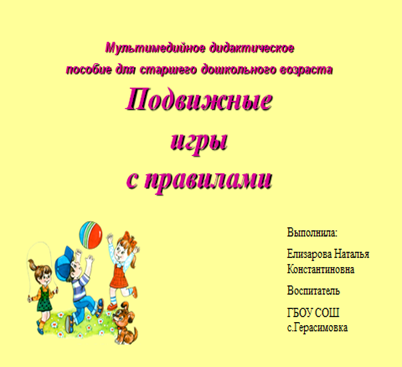 Мультимедийное дидактическое
пособие для старшего дошкольного возраста
Подвижные
игры
с правилами
Выполнила:
Елизарова Наталья
Константиновна
Воспитатель
ГБОУ СОШ
с.Герасимовка